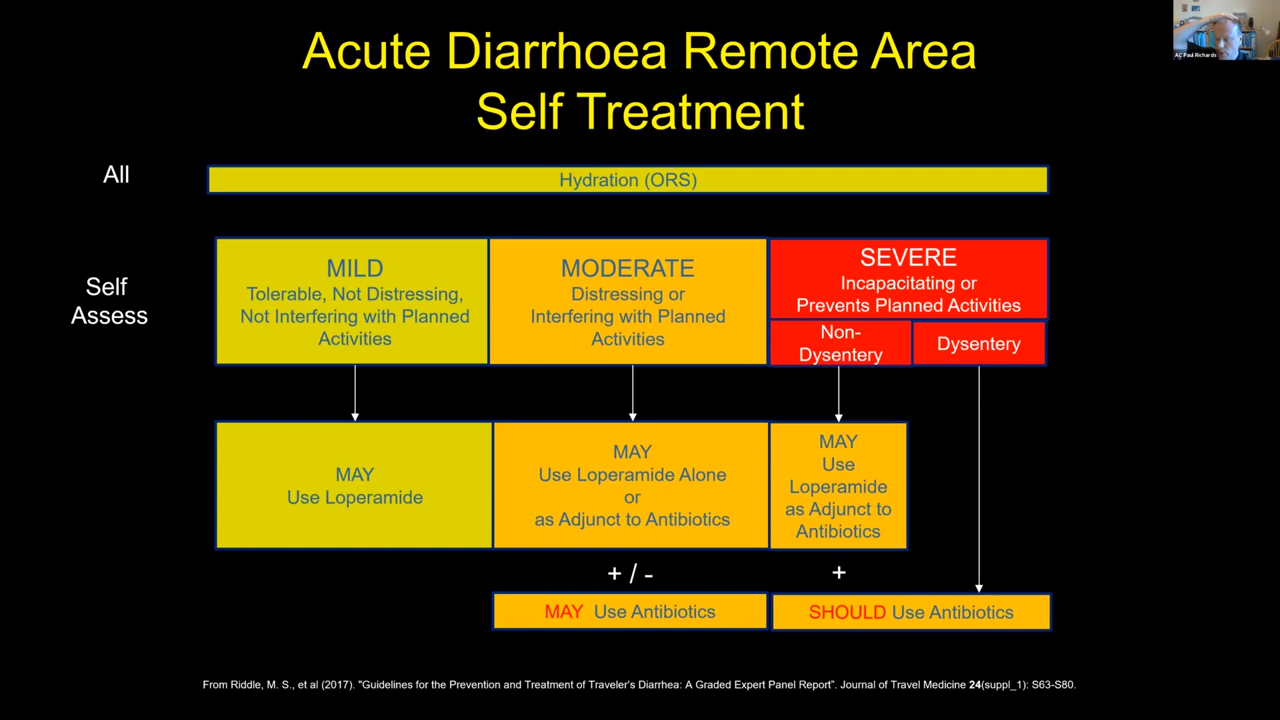 Acute Diarrhoea Remote Area
Self Treatment
AC Paul Richards
All
Hydration (ORS)
Self
Assess
MILD
Tolerable, Not Distressing,
Not Interfering with Planned
Activities
MODERATE
Distressing or
Interfering with Planned
Activities
SEVERE
Incapacitating or
Prevents Planned Activities
Non-
Dysentery
Dysentery
MAY
Use Loperamide
MAY
Use Loperamide Alone
or
as Adjunct to Antibiotics
MAY
Use
Loperamide
as Adjunct to
Antibiotics
+ / -
+
MAY Use Antibiotics
SHOULD Use Antibiotics
From Riddle, M. S., et al (2017). "Guidelines for the Prevention and Treatment of Traveler's Diarrhea: A Graded Expert Panel Report". Journal of Travel Medicine 24(suppl_1): S63-S80.